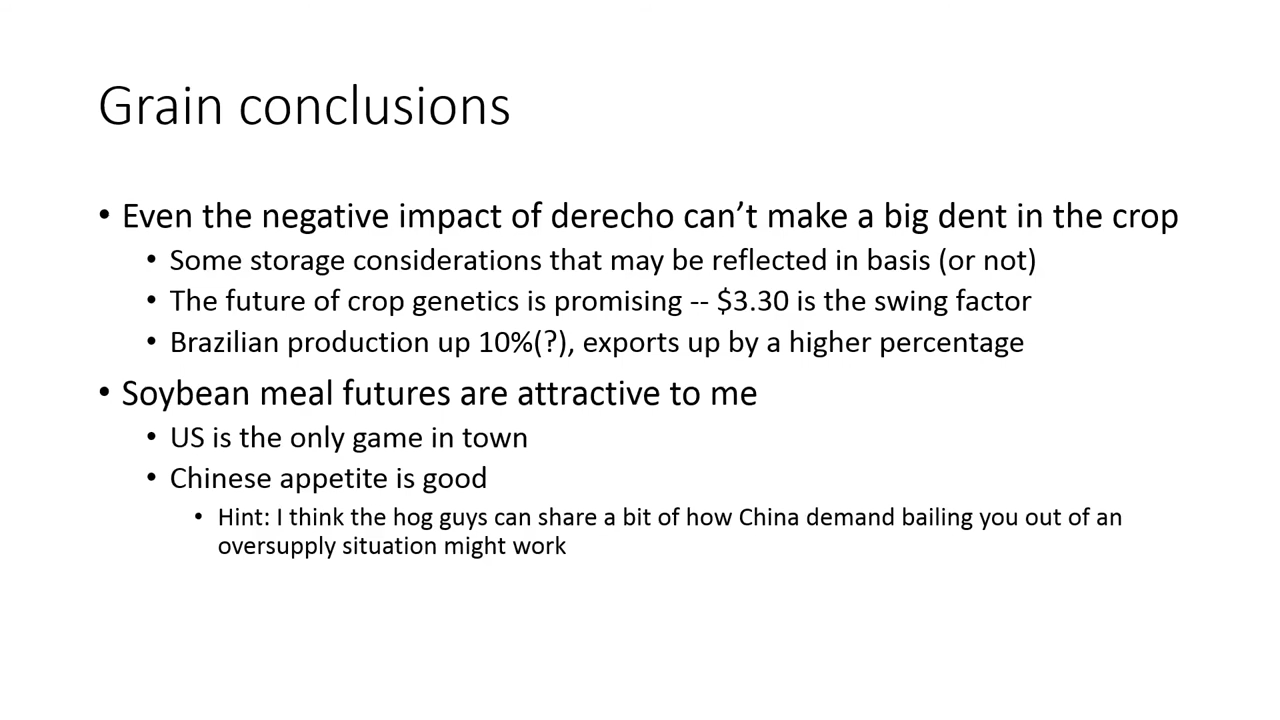 Grain conclusions
• Even the negative impact of derecho can’t make a big dent in the crop
• Some storage considerations that may be reflected in basis (or not)
• The future of crop genetics is promising -- $3.30 is the swing factor
• Brazilian production up 10%(?), exports up by a higher percentage
• Soybean meal futures are attractive to me
• US is the only game in town
• Chinese appetite is good
• Hint: I think the hog guys can share a bit of how China demand bailing you out of an
oversupply situation might work